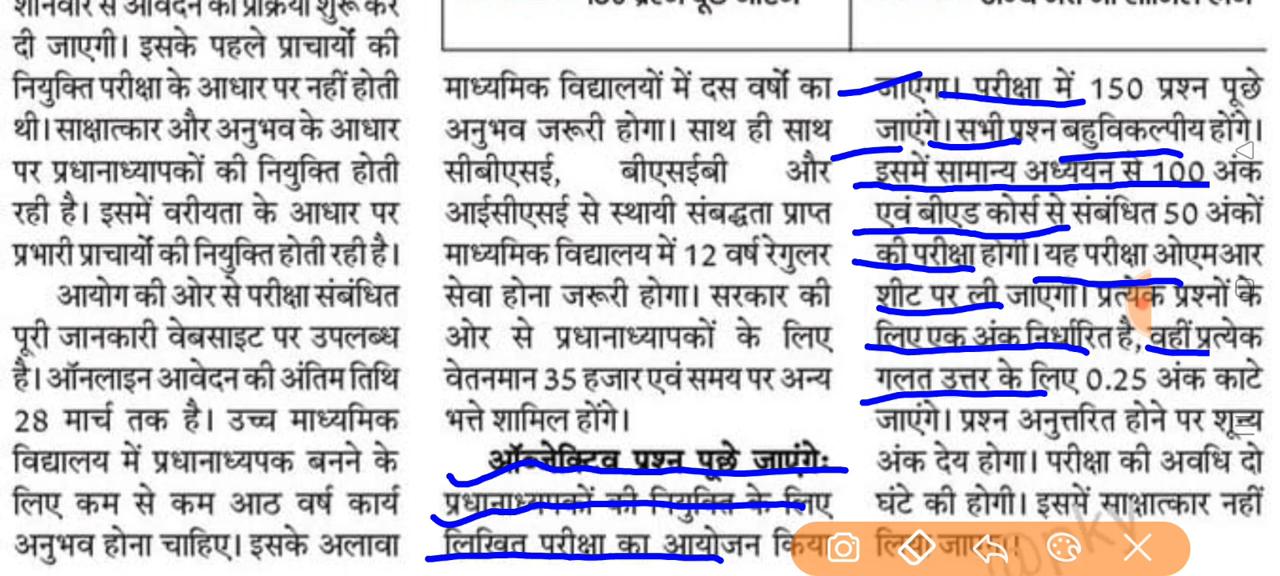 शनिवार से आवेदन की प्रक्रिया शुरू कर
दी जाएगी। इसके पहले प्राचार्यों की
नियुक्ति परीक्षा के आधार पर नहीं होती
थी। साक्षात्कार और अनुभव के आधार
पर प्रधानाध्यापकों की नियुक्ति होती
रही है। इसमें वरीयता के आधार पर
प्रभारी प्राचार्यों की नियुक्ति होती रही है।
आयोग की ओर से परीक्षा संबंधित
पूरी जानकारी वेबसाइट पर उपलब्ध
है। ऑनलाइन आवेदन की अंतिम तिथि
28 मार्च तक है। उच्च माध्यमिक
विद्यालय में प्रधानाध्यपक बनने के
लिए कम से कम आठ वर्ष कार्य
अनुभव होना चाहिए। इसके अलावा
माध्यमिक विद्यालयों में दस वर्षों का
अनुभव जरूरी होगा। साथ ही साथ
सीबीएसई, बीएसईबी और
आईसीएसई से स्थायी संबद्धता प्राप्त
माध्यमिक विद्यालय में 12 वर्ष रेगुलर
सेवा होना जरूरी होगा। सरकार की
ओर से प्रधानाध्यापकों के लिए
वेतनमान 35 हजार एवं समय पर अन्य
भत्ते शामिल होंगे।
ऑब्जेक्टिव प्रश्न पूछे जाएंगे:
प्रधानाध्यापकों की नियुक्ति के लिए
लिखित परीक्षा का आयोजन किया
जाएगा। परीक्षा में 150 प्रश्न पूछे
जाएंगे। सभी प्रश्न बहुविकल्पीय होंगे।
इसमें सामान्य अध्ययन से 100 अंक
एवं बीएड कोर्स से संबंधित 50 अंकों
की परीक्षा होगी। यह परीक्षा ओएमआर
शीट पर ली जाएगी। प्रत्येक प्रश्नों के
लिए एक अंक निर्धारित है, वहीं प्रत्येक
गलत उत्तर के लिए 0.25 अंक काटे
जाएंगे। प्रश्न अनुत्तरित होने पर शून्य
अंक देय होगा। परीक्षा की अवधि दो
घंटे की होगी। इसमें साक्षात्कार नहीं
लिया जाएगा।